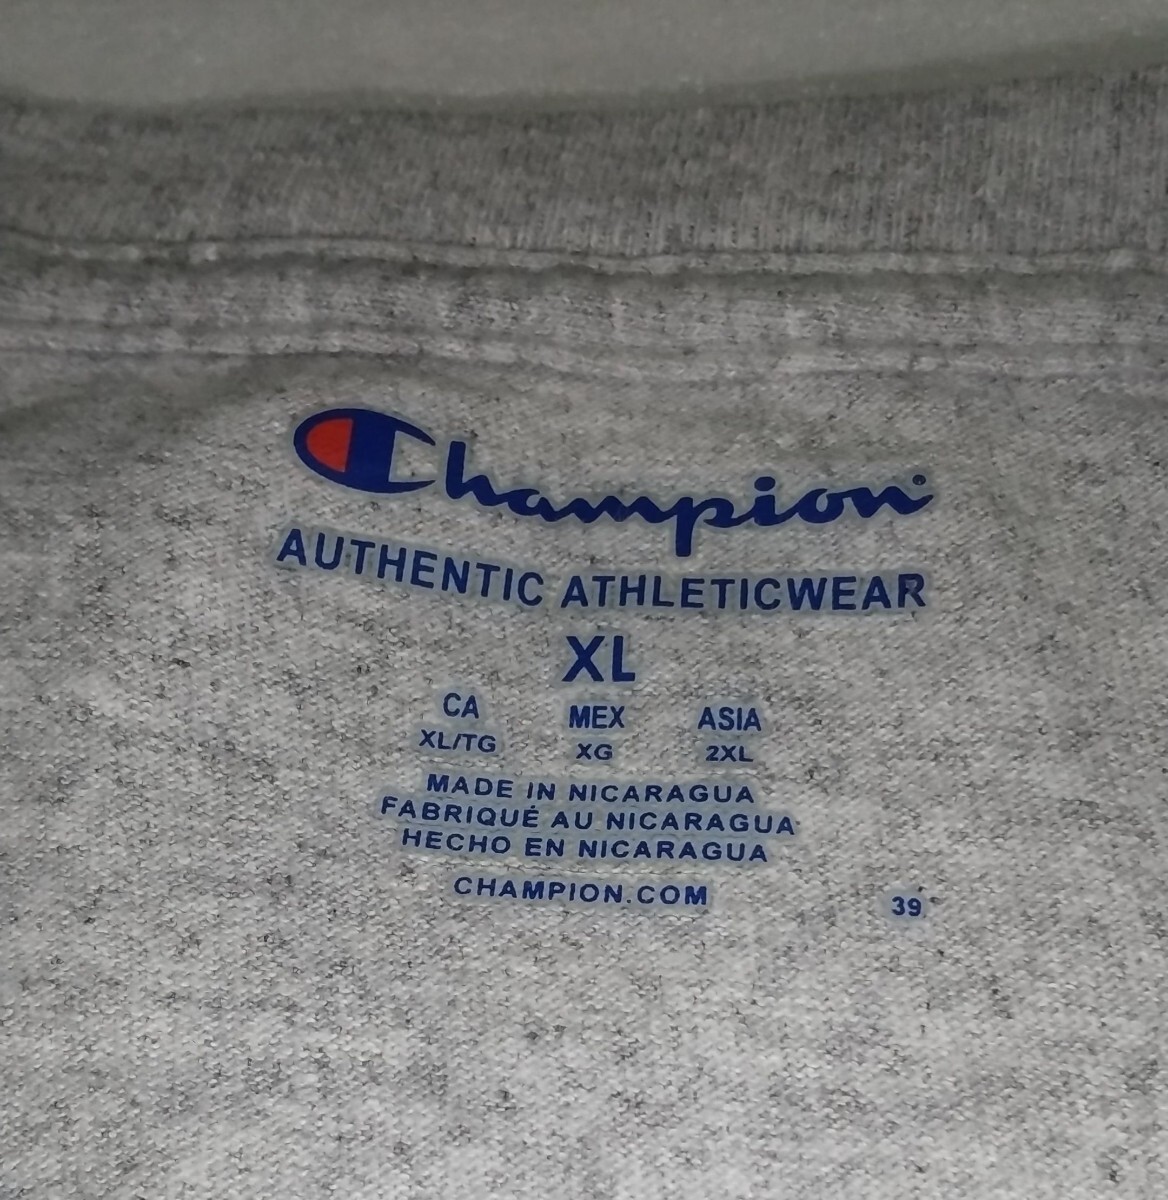 Champion
AUTHENTIC ATHLETICWEAR
XL
CA MEX ASIA
XL/TG XG 2XL
MADE IN NICARAGUA
FABRIQUÉ AU NICARAGUA
HECHO EN NICARAGUA
CHAMPION.COM
39